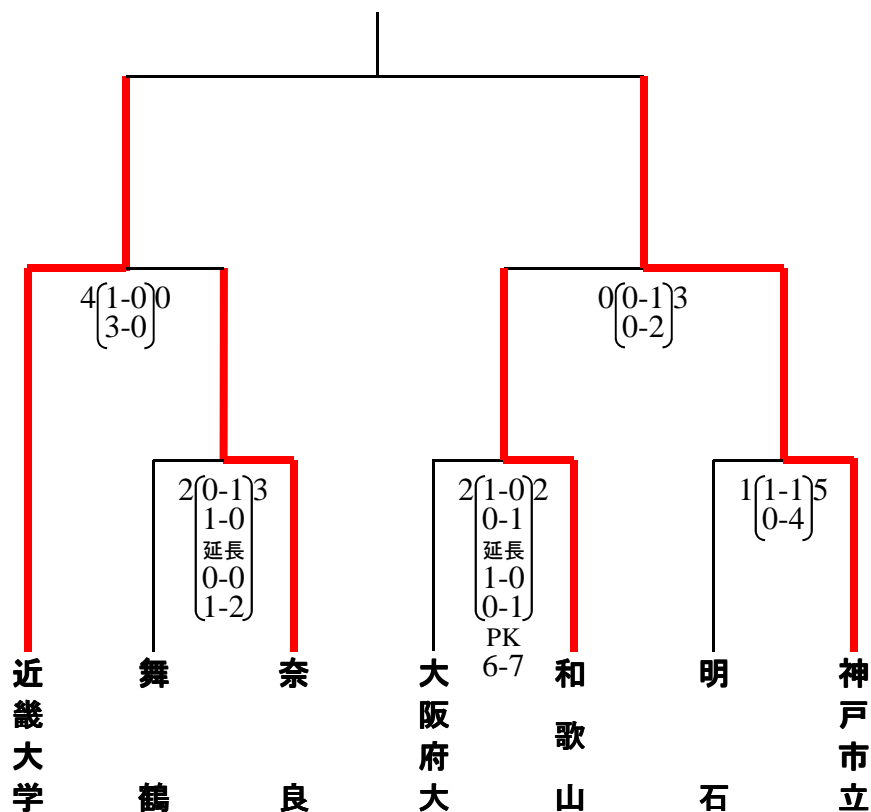 4(1-0)0
3-0
0(0-1)3
0-2
2(0-1)3
1-0
延長
0-0
1-2
2(1-0)2
0-1
延長
1-0
0-1
PK
6-7
1(1-1)5
0-4
近畿大学
舞鶴
奈良
大阪府大
和歌山
明石
神戸市立